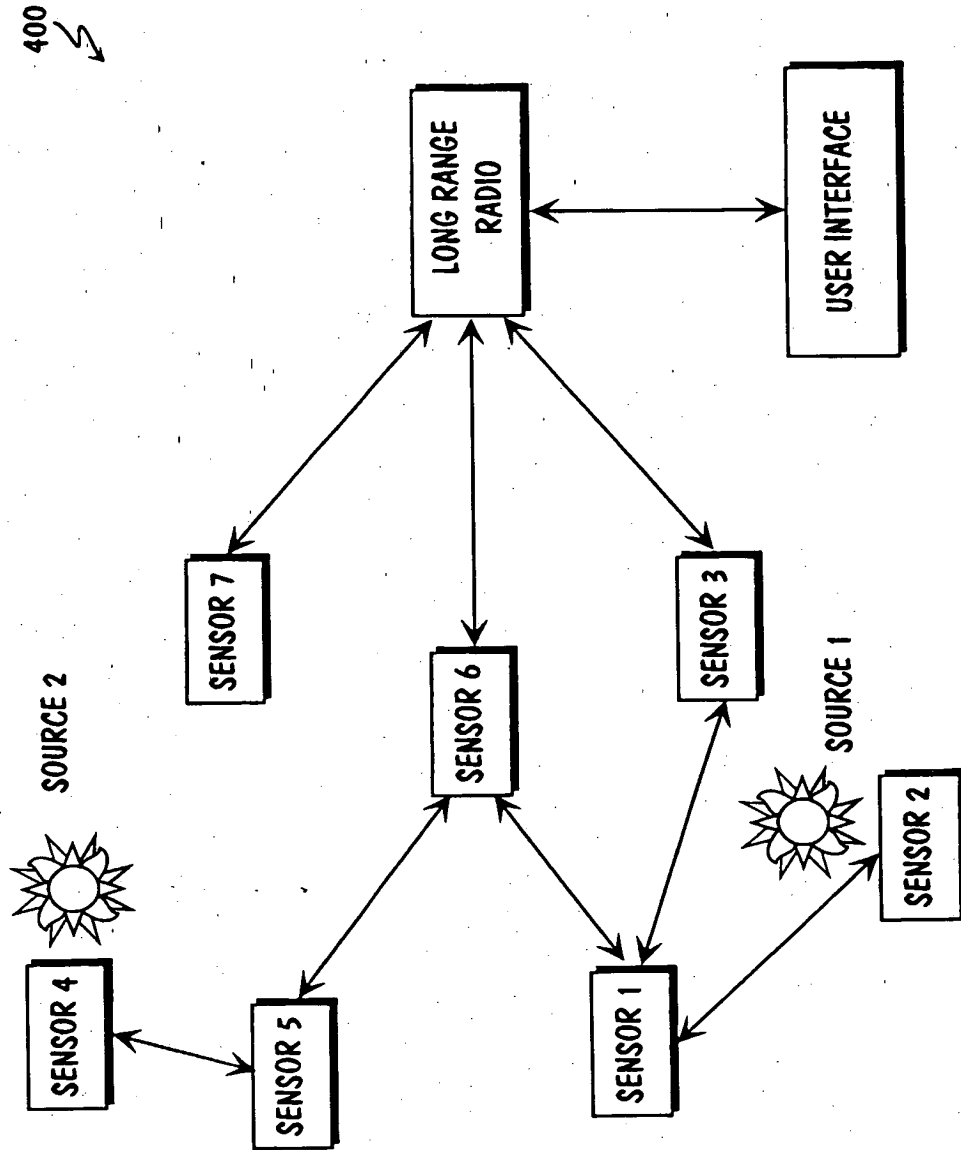 400
SOURCE 2
SENSOR 4
SENSOR 5
SENSOR 7
SENSOR 6
LONG RANGE
RADIO
SENSOR 1
SENSOR 3
SOURCE 1
SENSOR 2
USER INTERFACE